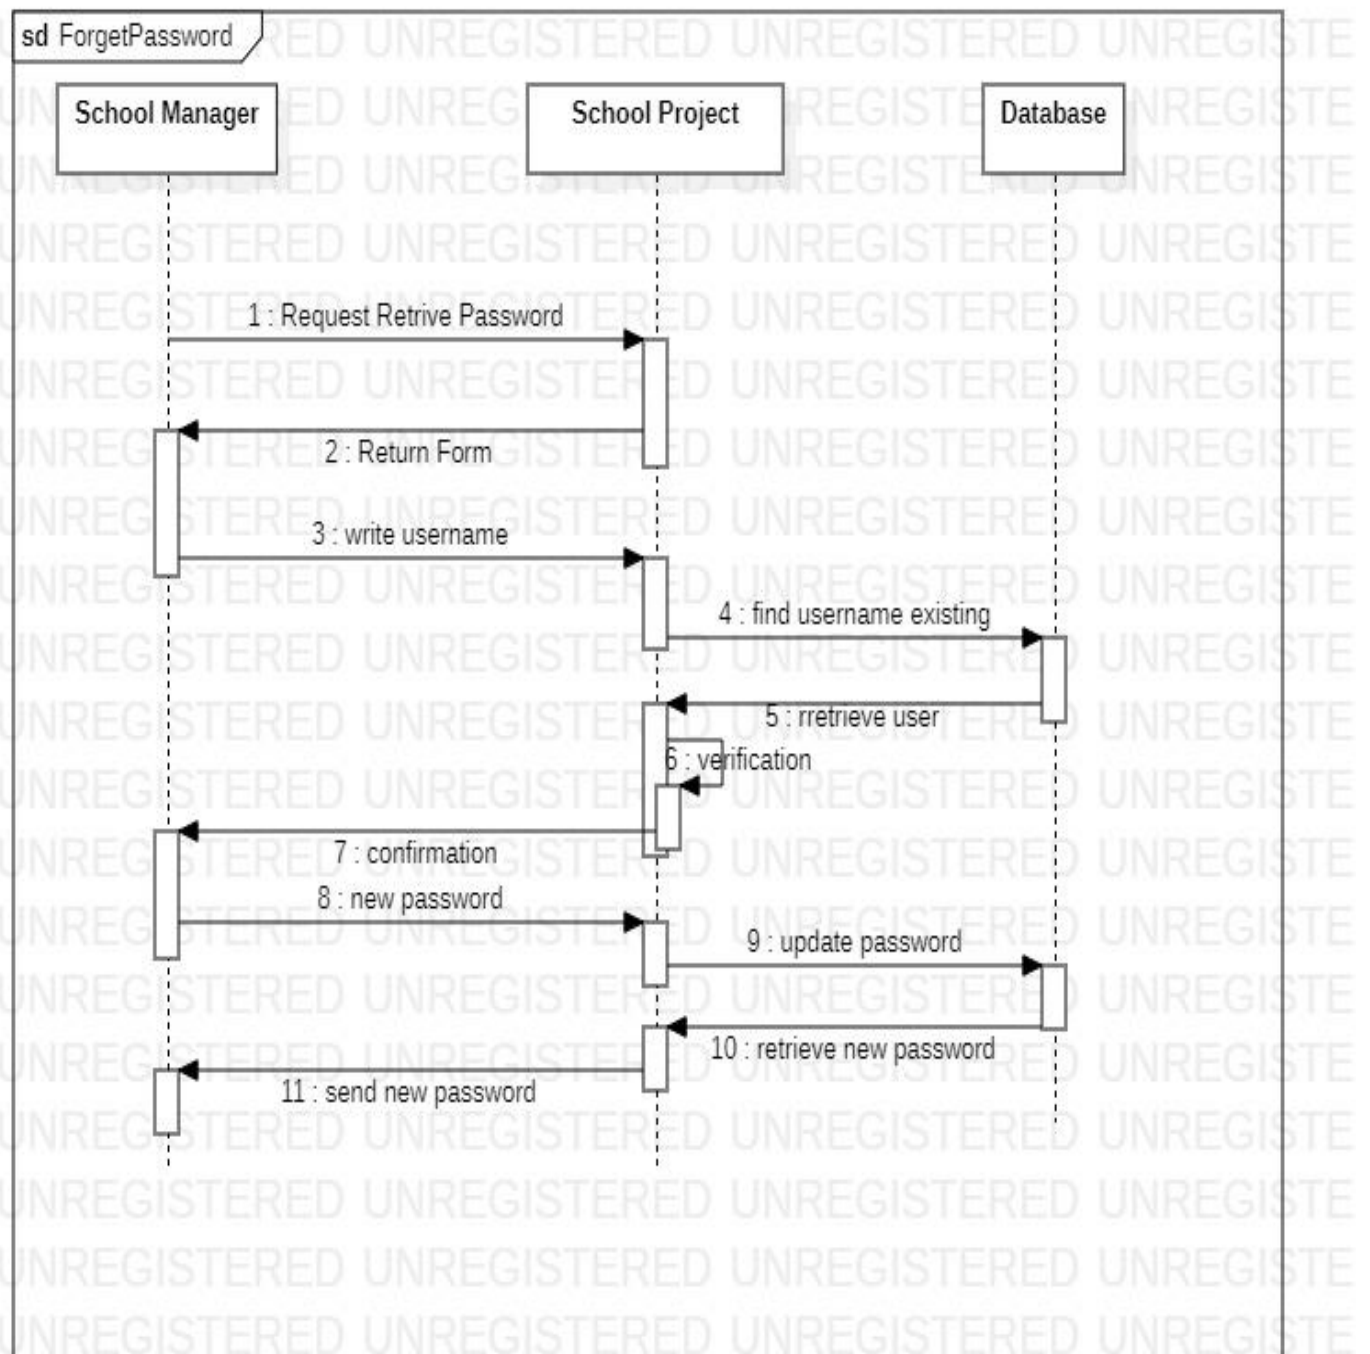 sd ForgetPassword
School Manager
School Project
Database
1 : Request Retrive Password
2 : Return Form
3 : write username
4 : find username existing
5 : rretrieve user
6 : verification
7 : confirmation
8 : new password
9 : update password
10 : retrieve new password
11 : send new password
UNREGISTERED UNREGISTERED UNREGISTERED UNREGISTE